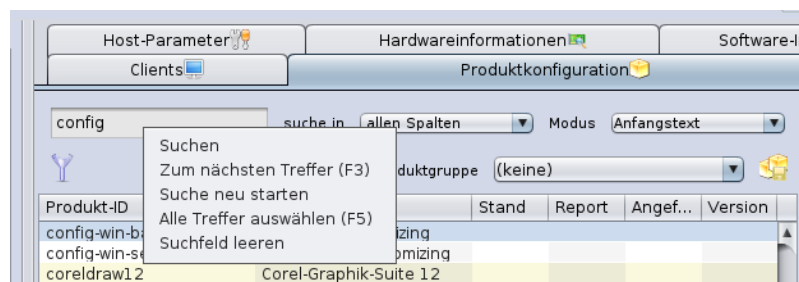 Host-Parameter Hardwareinformationen Software-I
Clients Produktkonfiguration
config suche in allen Spalten Modus Anfangstext
Suchen
Zum nächsten Treffer (F3) duktgruppe (keine)
Suche neu starten
Produkt-ID Stand Report Angef... Version
Alle Treffer auswählen (F5)
config-win-ba izing
Suchfeld leeren
config-win-se omizing
coreldraw12 Corel-Graphik-Suite 12